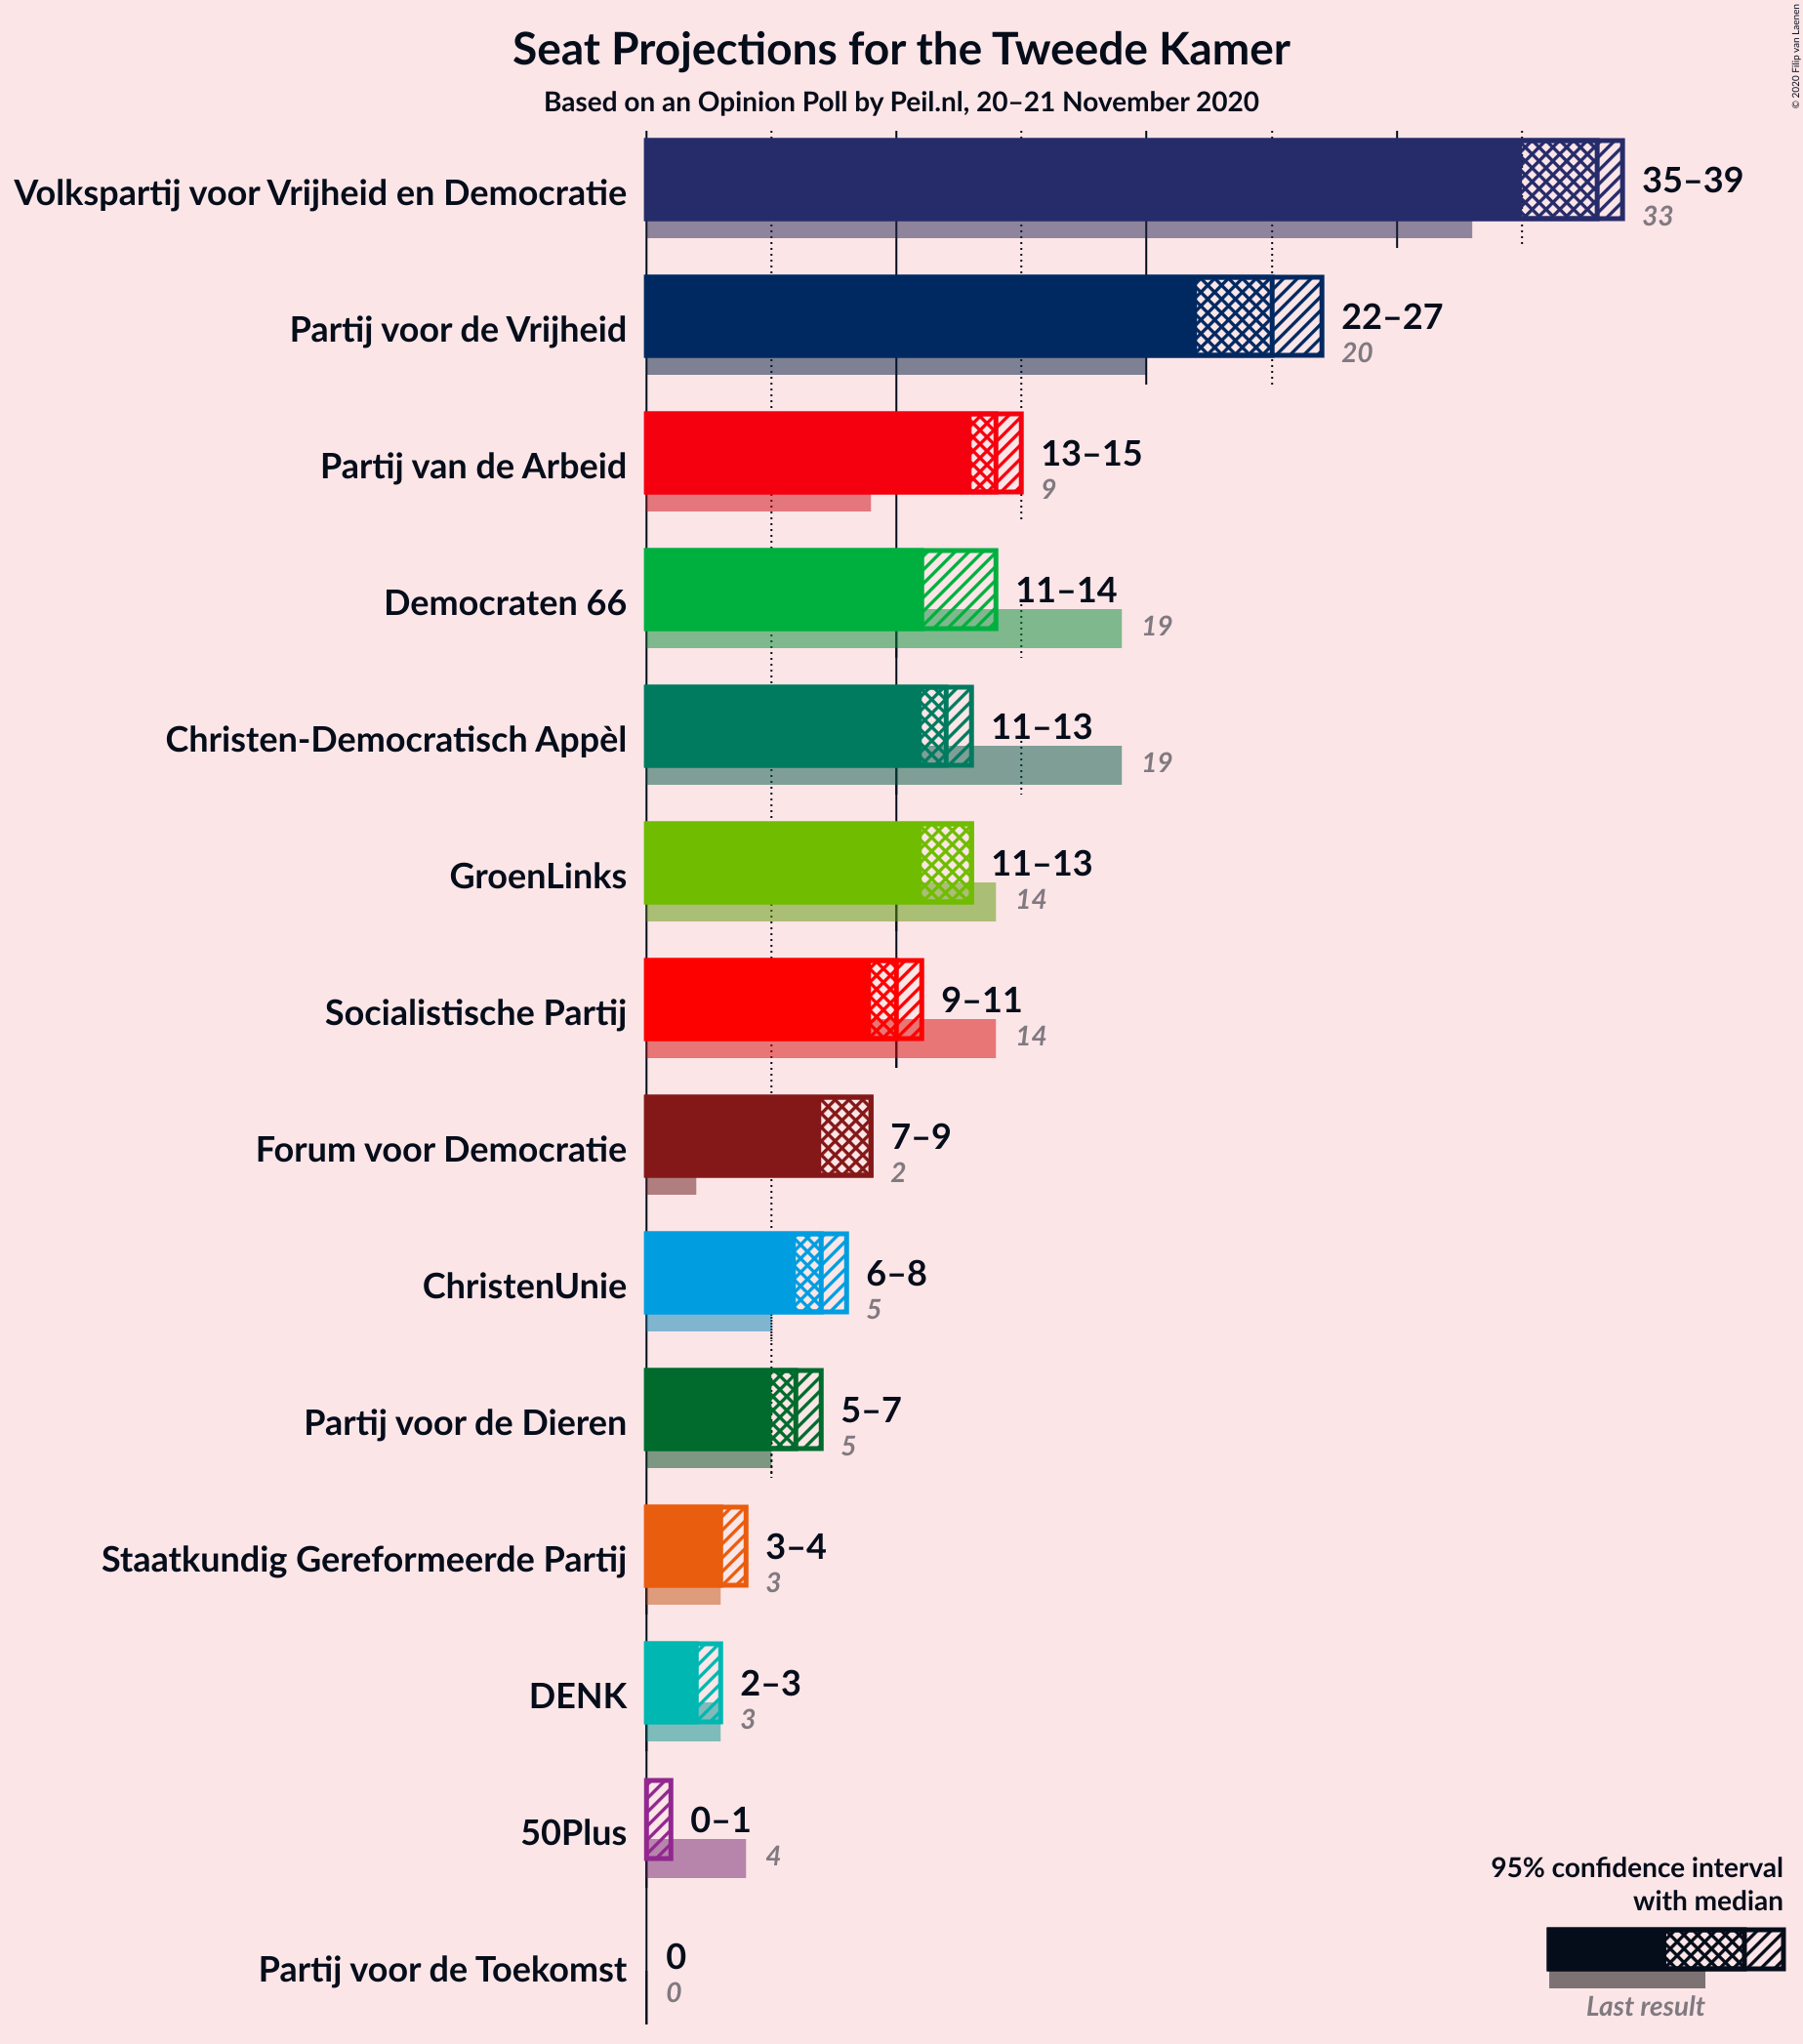 Seat Projections for the Tweede Kamer
Based on an Opinion Poll by Peil.nl, 20–21 November 2020
© 2020 Filip van Laenen
Volkspartij voor Vrijheid en Democratie
35–39
33
Partij voor de Vrijheid
22–27
20
Partij van de Arbeid
13–15
9
Democraten 66
11–14
19
Christen-Democratisch Appèl
11–13
19
GroenLinks
11–13
14
Socialistische Partij
9–11
14
Forum voor Democratie
7–9
2
ChristenUnie
6–8
5
Partij voor de Dieren
5–7
5
Staatkundig Gereformeerde Partij
3–4
3
DENK
2–3
3
50Plus
0–1
4
Partij voor de Toekomst
0
0
95% confidence interval
with median
Last result